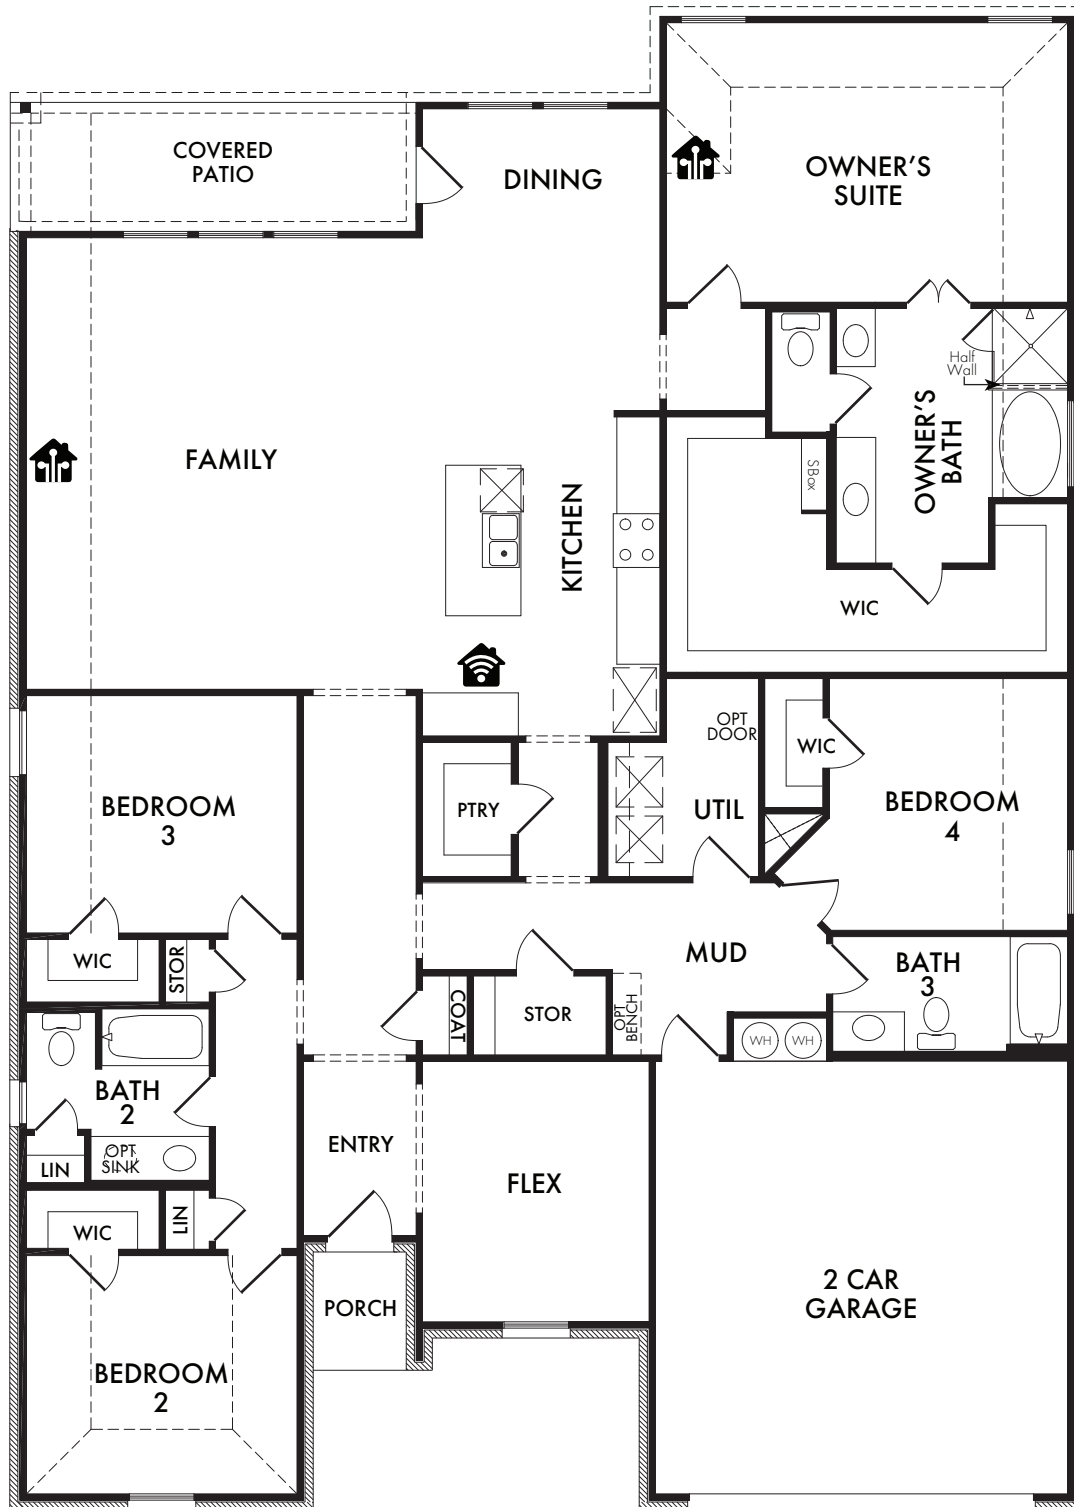 COVERED
PATIO
DINING
OWNER'S
SUITE
Half
Wall
OWNER'S
BATH
FAMILY
KITCHEN
SBox
WIC
OPT
DOOR
WIC
BEDROOM
3
PTRY
UTIL
BEDROOM
4
WIC
STOR
MUD
BATH
3
COAT
STOR
OPT
BENCH
WH
WH
BATH
2
OPT
SINK
LIN
ENTRY
FLEX
WIC
LIN
PORCH
2 CAR
GARAGE
BEDROOM
2